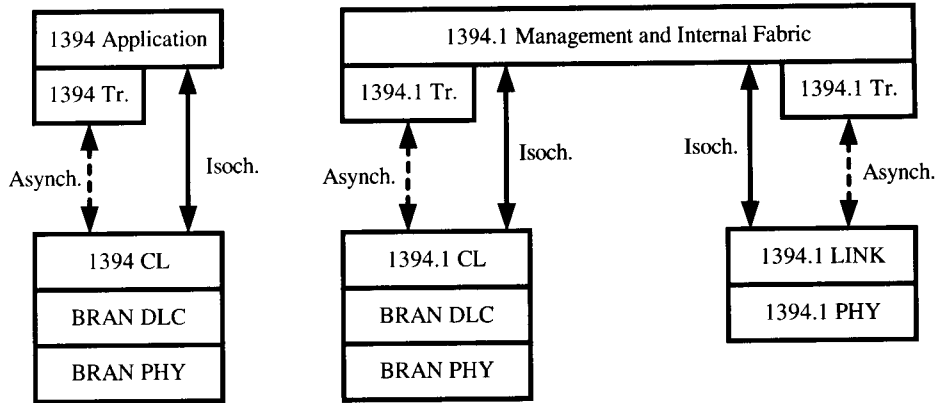 1394 Application
1394.1 Management and Internal Fabric
1394 Tr.
1394.1 Tr.
1394.1 Tr.
Asynch.
Isoch.
Asynch.
Isoch.
Isoch.
Asynch.
1394 CL
BRAN DLC
BRAN PHY
1394.1 CL
BRAN DLC
BRAN PHY
1394.1 LINK
1394.1 PHY